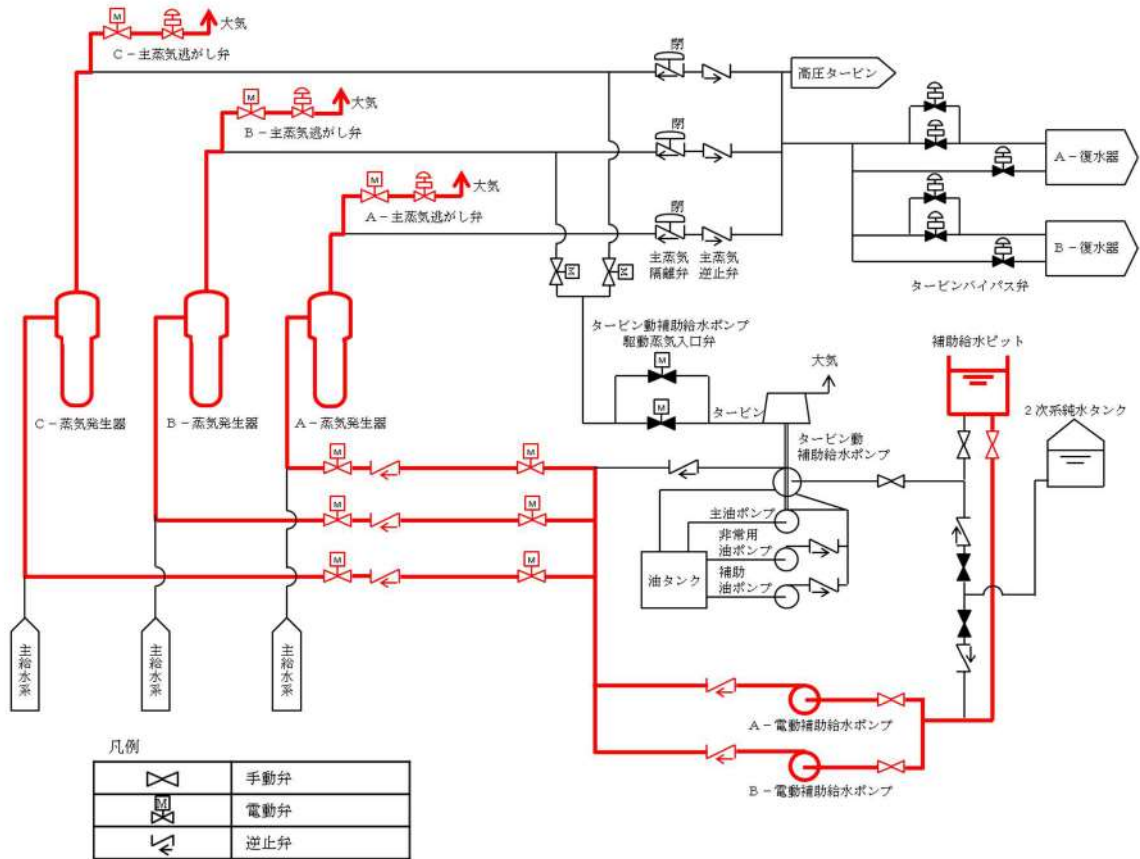 M
大気
C－主蒸気逃がし弁
M
大気
B－主蒸気逃がし弁
M
大気
A－主蒸気逃がし弁
閉
閉
閉
主蒸気
隔離弁
主蒸気
逆止弁
高圧タービン
A－復水器
B－復水器
タービンバイパス弁
M
M
タービン動補助給水ポンプ
駆動蒸気入口弁
M
M
タービン
大気
タービン動
補助給水ポンプ
補助給水ピット
2次系純水タンク
C－蒸気発生器
B－蒸気発生器
A－蒸気発生器
M
M
M
M
M
M
主油ポンプ
非常用
油ポンプ
補助
油ポンプ
油タンク
主給水系
主給水系
主給水系
A－電動補助給水ポンプ
B－電動補助給水ポンプ
凡例
手動弁
M
電動弁
逆止弁